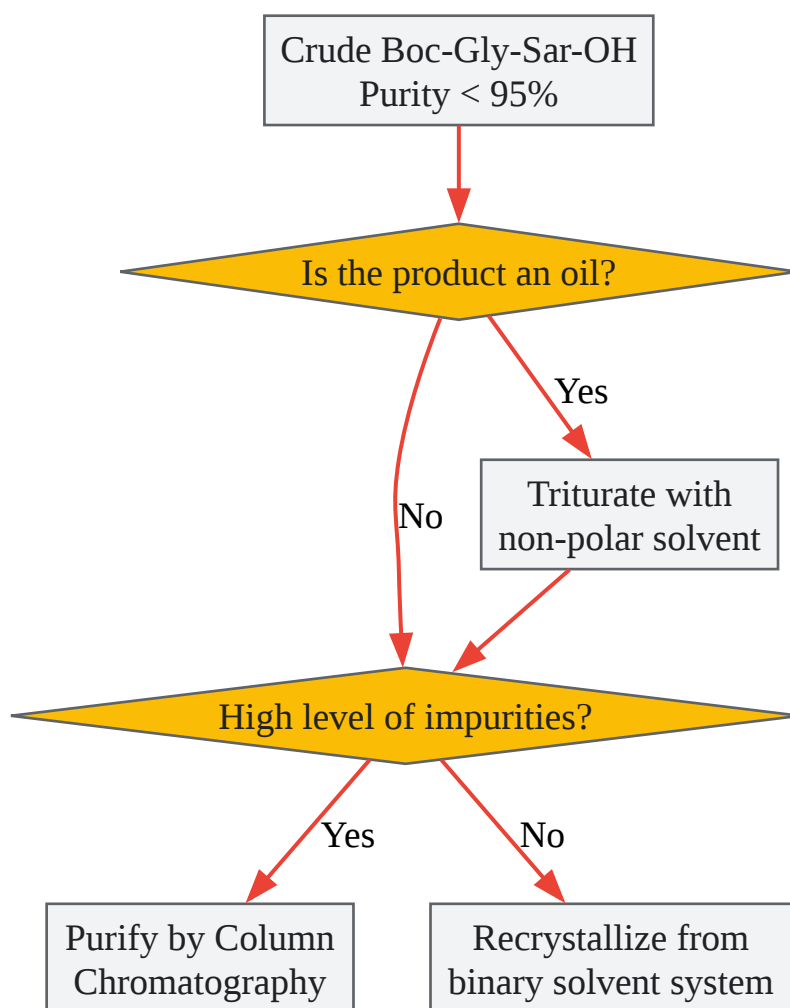 Crude Boc-Gly-Sar-OH
Purity < 95%
Is the product an oil?
Yes
Triturate with
non-polar solvent
No
High level of impurities?
Yes
No
Purify by Column
Chromatography
Recrystallize from
binary solvent system